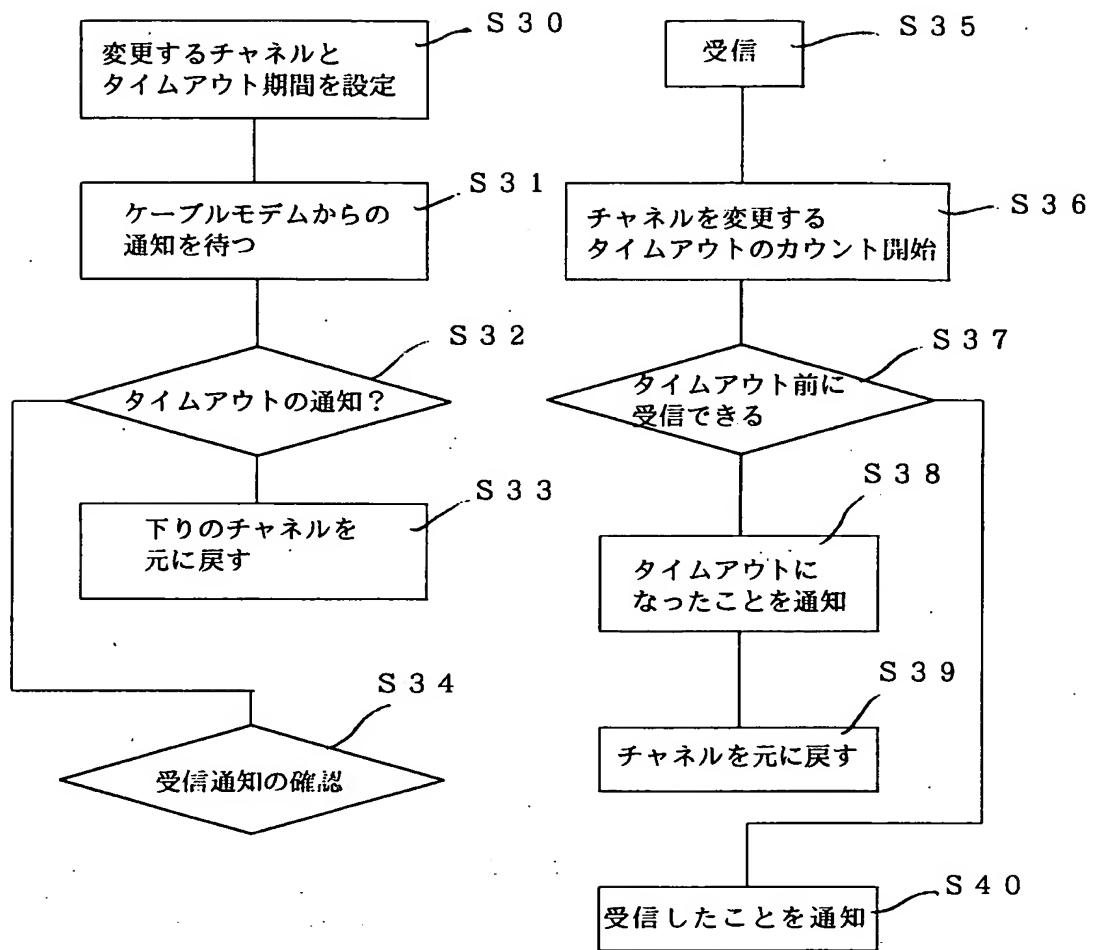 S30
変更するチャネルと
タイムアウト期間を設定
S31
ケーブルモデムからの
通知を待つ
S32
タイムアウトの通知?
S33
下りのチャネルを
元に戻す
S34
受信通知の確認
S35
受信
S36
チャネルを変更する
タイムアウトのカウント開始
S37
タイムアウト前に
受信できる
S38
タイムアウトに
なったことを通知
S39
チャネルを元に戻す
S40
受信したことを通知